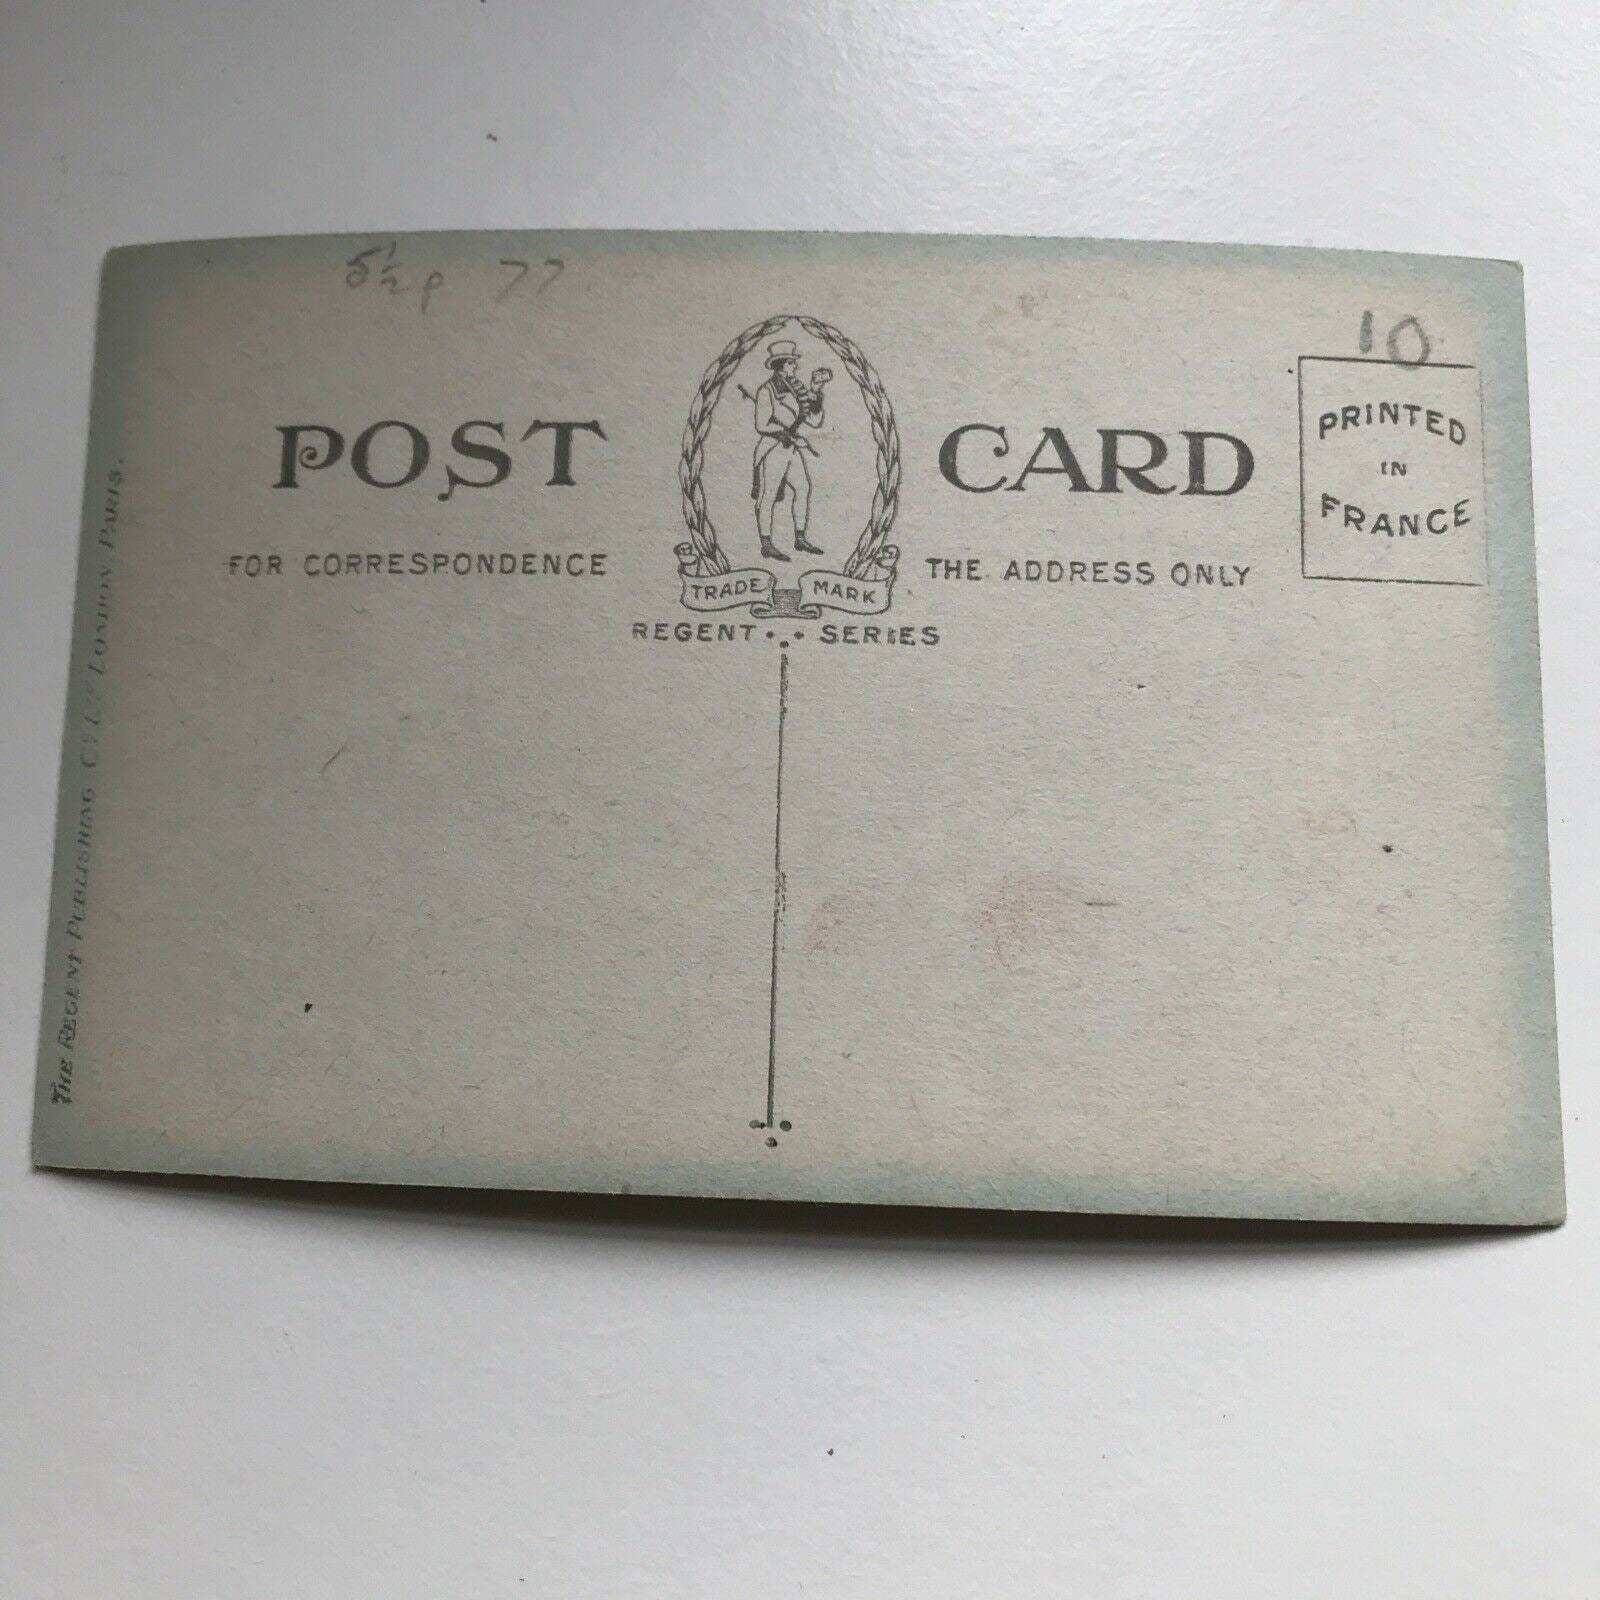 5½p 77
10
POST CARD
PRINTED
IN
FRANCE
FOR CORRESPONDENCE
THE ADDRESS ONLY
TRADE MARK
REGENT SERIES
THE REGENT PUBLISHING Cº Lᵀᴰ LONDON, PARIS.